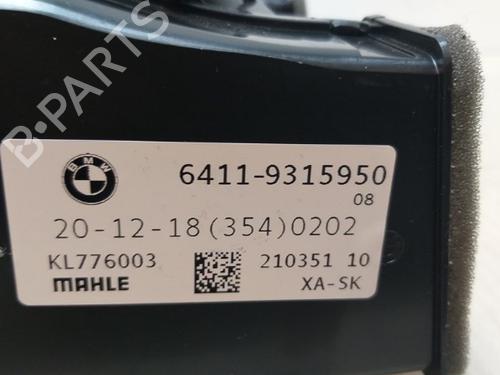 B-PARTS
BMW
6411-9315950
08
20-12-18(354)0202
KL776003
210351 10
MAHLE
XA-SK